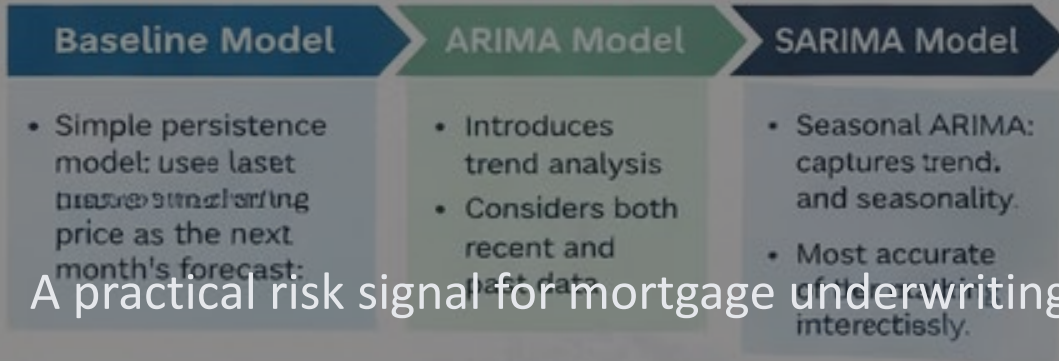 Baseline Model
• Simple persistence
model: usee laset
price as the next
month's forecast:
ARIMA Model
• Introduces
trend analysis
• Considers both
recent and
past data
SARIMA Model
• Seasonal ARIMA:
captures trend.
and seasonality.
• Most accurate
interectissly.
A practical risk signal for mortgage underwriting